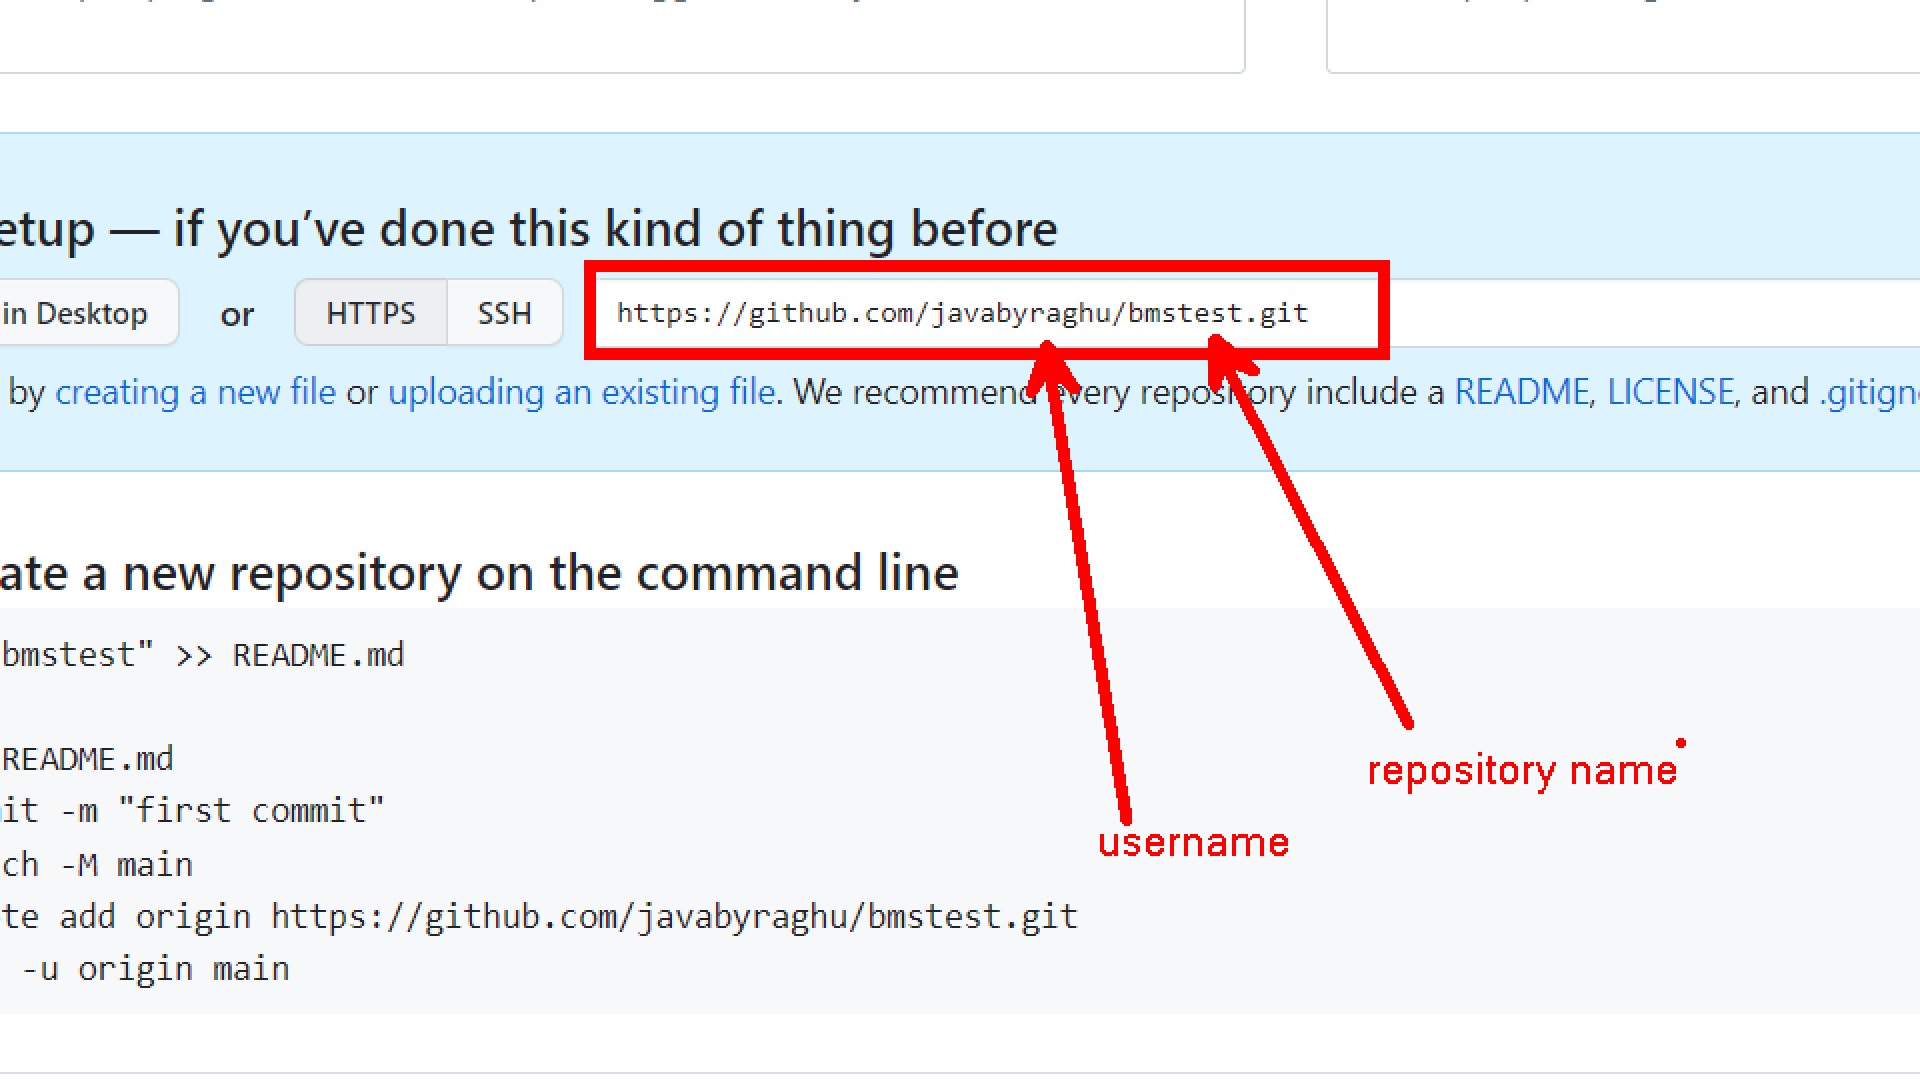 etup — if you've done this kind of thing before
in Desktop or HTTPS SSH https://github.com/javabyraghu/bmstest.git
by creating a new file or uploading an existing file. We recommend every repository include a README, LICENSE, and .gitign
ate a new repository on the command line
bmstest" >> README.md
README.md
it -m "first commit"
ch -M main
te add origin https://github.com/javabyraghu/bmstest.git
-u origin main
repository name
username